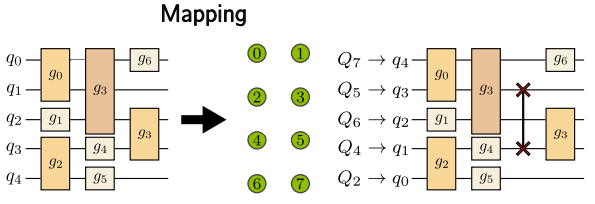 Mapping
q₀ g₀ g₃ g₆
q₁
q₂ g₁ g₃
q₃ g₂ g₄
q₄ g₅
0 1
2 3
4 5
6 7
Q₇ → q₄ g₀ g₃ g₆
Q₅ → q₃
Q₆ → q₂ g₁ g₃
Q₄ → q₁ g₂ g₄
Q₂ → q₀ g₅